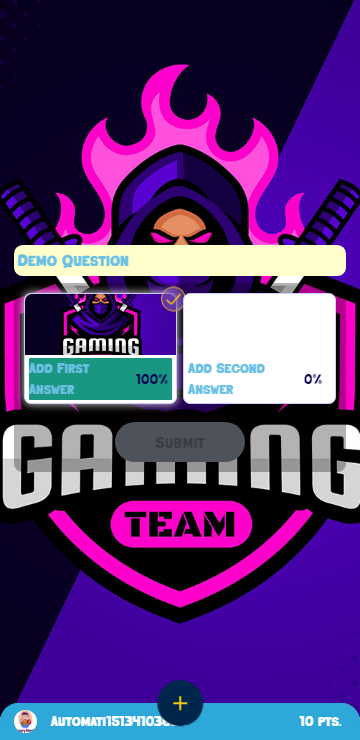 Demo Question
GAMING
Add First
Answer
100%
Add Second
Answer
0%
Submit
GAMING
TEAM
+
10 pts.